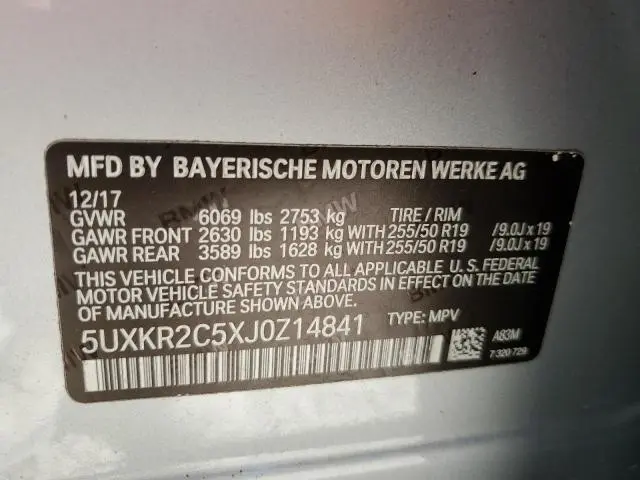 MFD BY BAYERISCHE MOTOREN WERKE AG
12/17
GVWR 6069 lbs 2753 kg TIRE / RIM
GAWR FRONT 2630 lbs 1193 kg WITH 255/50 R19 /9.0J x 19
GAWR REAR 3589 lbs 1628 kg WITH 255/50 R19 /9.0J x 19
THIS VEHICLE CONFORMS TO ALL APPLICABLE U. S. FEDERAL
MOTOR VEHICLE SAFETY STANDARDS IN EFFECT ON THE DATE
OF MANUFACTURE SHOWN ABOVE.
5UXKR2C5XJ0Z14841 TYPE: MPV
A83M
7 320 729